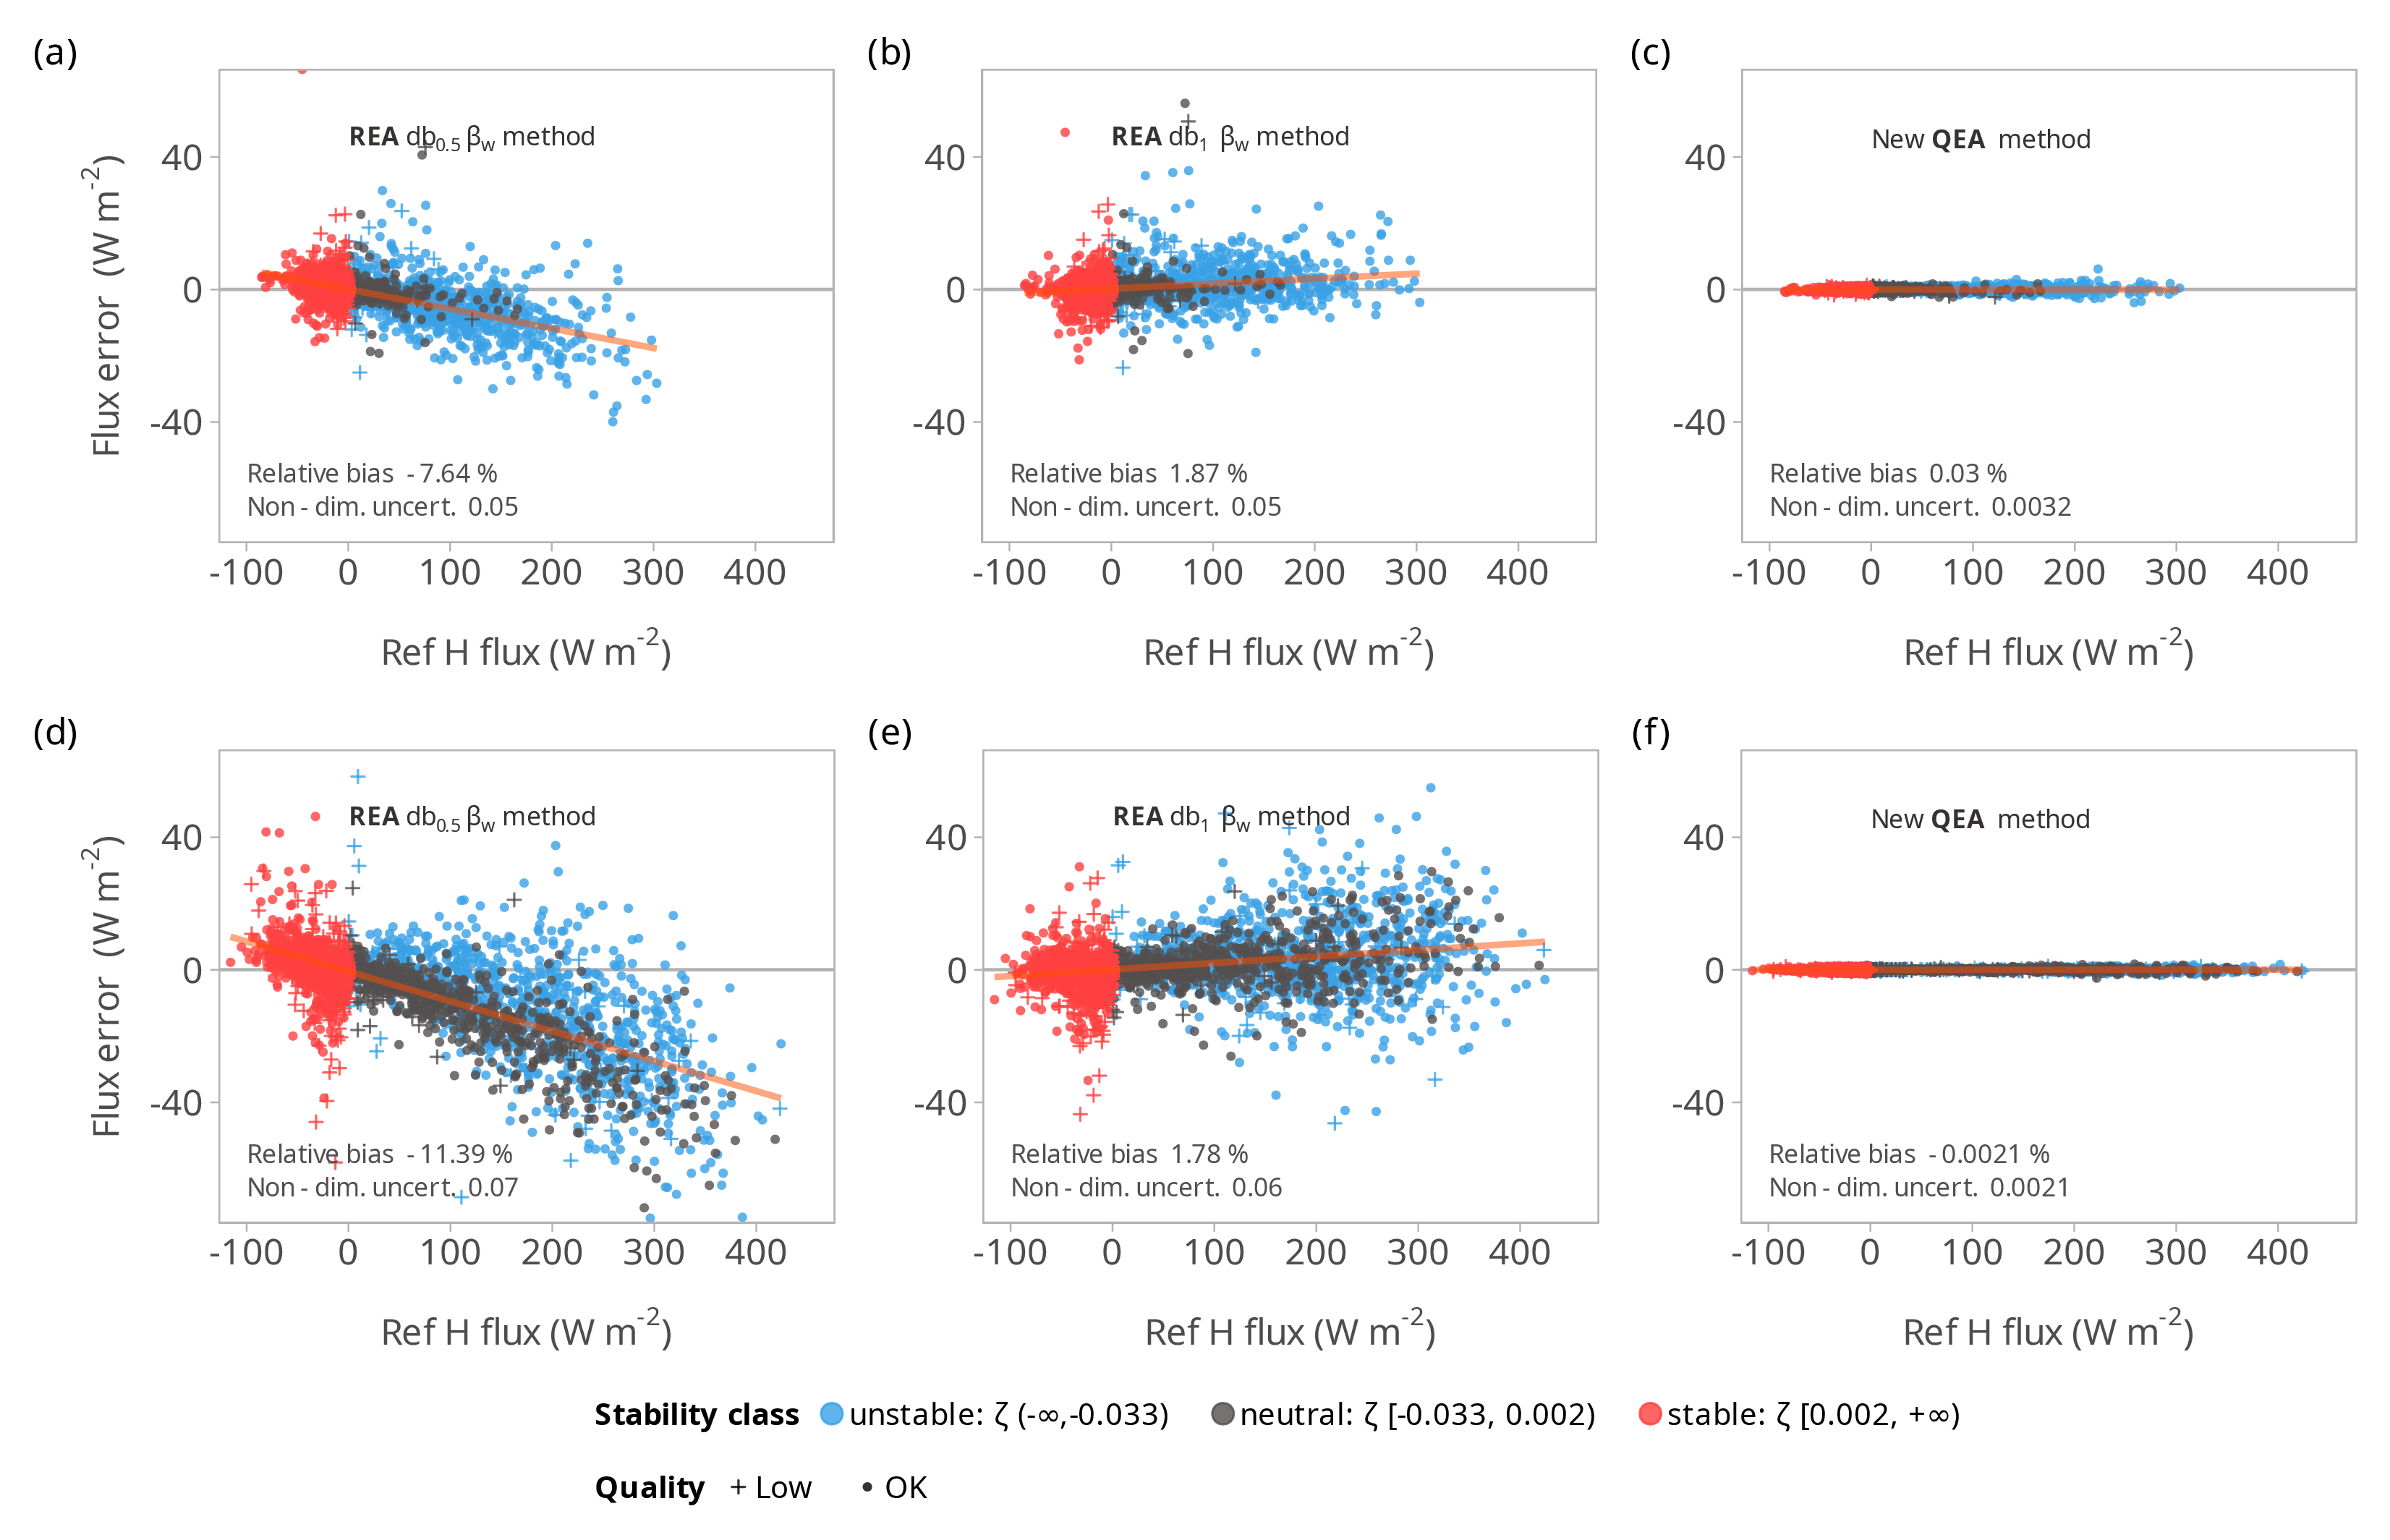 (a)
(b)
(c)
REA db0.5 βw method
REA db1 βw method
New QEA method
Flux error (W m-2)
40
0
-40
40
0
-40
40
0
-40
Relative bias - 7.64 %
Non - dim. uncert. 0.05
Relative bias 1.87 %
Non - dim. uncert. 0.05
Relative bias 0.03 %
Non - dim. uncert. 0.0032
-100 0 100 200 300 400
-100 0 100 200 300 400
-100 0 100 200 300 400
Ref H flux (W m-2)
Ref H flux (W m-2)
Ref H flux (W m-2)
(d)
(e)
(f)
REA db0.5 βw method
REA db1 βw method
New QEA method
Flux error (W m-2)
40
0
-40
40
0
-40
40
0
-40
Relative bias - 11.39 %
Non - dim. uncert. 0.07
Relative bias 1.78 %
Non - dim. uncert. 0.06
Relative bias - 0.0021 %
Non - dim. uncert. 0.0021
-100 0 100 200 300 400
-100 0 100 200 300 400
-100 0 100 200 300 400
Ref H flux (W m-2)
Ref H flux (W m-2)
Ref H flux (W m-2)
Stability class unstable: ζ (-∞,-0.033) neutral: ζ [-0.033, 0.002) stable: ζ [0.002, +∞)
Quality + Low • OK